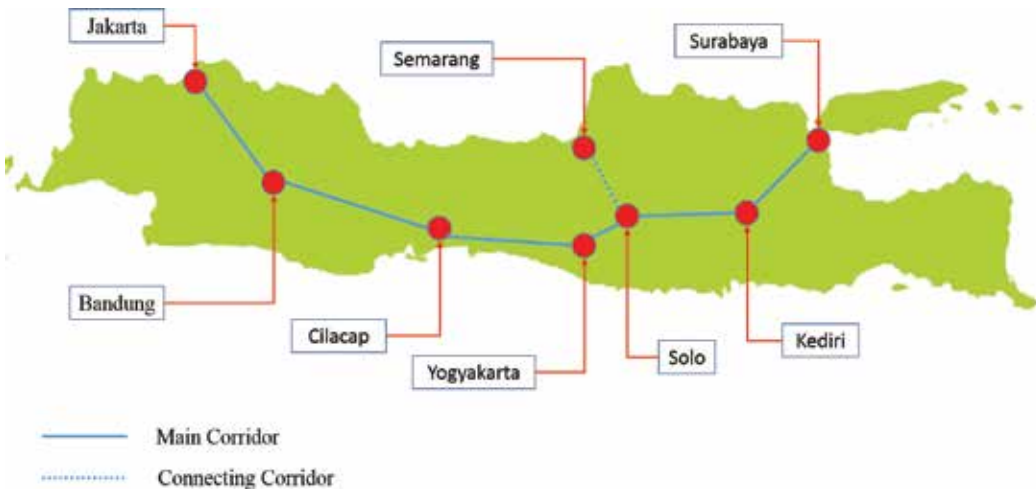 Jakarta
Semarang
Surabaya
Bandung
Cilacap
Yogyakarta
Solo
Kediri
Main Corridor
Connecting Corridor